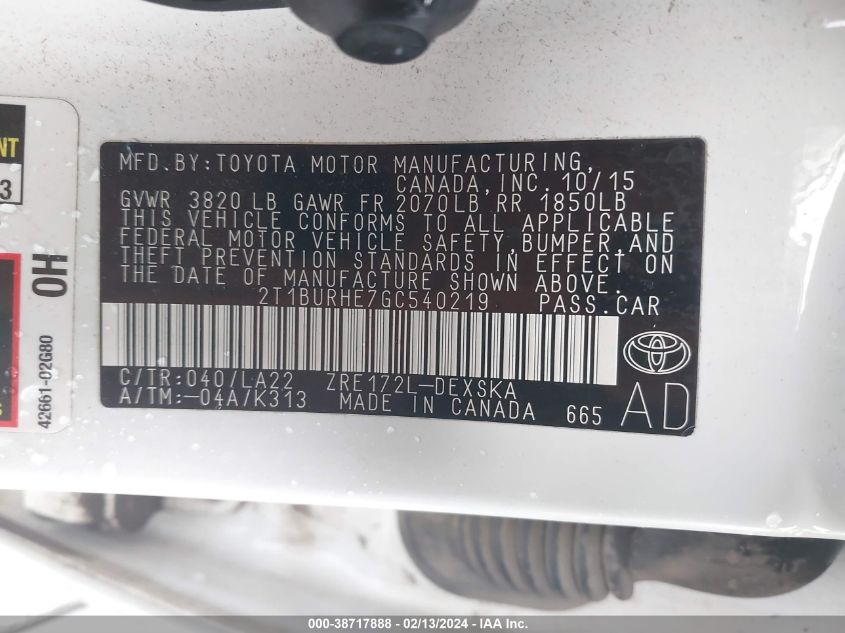 MFD.BY:TOYOTA MOTOR MANUFACTURING,
CANADA,INC. 10/15
GVWR 3820 LB GAWR FR 2070LB RR 1850LB
THIS VEHICLE CONFORMS TO ALL APPLICABLE
FEDERAL MOTOR VEHICLE SAFETY,BUMPER,AND
THEFT PREVENTION STANDARDS IN EFFECT ON
THE DATE OF MANUFACTURE SHOWN ABOVE.
2T1BURHE7GC540219 PASS.CAR
C/TR:040/LA22 ZRE172L-DEXSKA
A/TM:-04A/K313 MADE IN CANADA 665 AD
NT
3
OH
42661-02G80
000-38717888 - 02/13/2024 - IAA Inc.